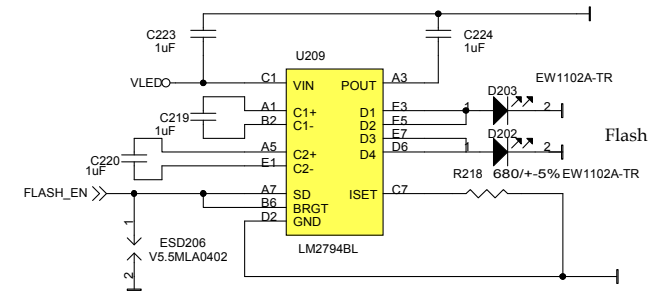 C223
1uF
C224
1uF
U209
VLED
C1
VIN
POUT
A3
D203
EW1102A-TR
C219
1uF
A1
C1+
B2
C1-
D1
E3
D2
E5
1
2
D3
E7
D4
D6
D202
1
2
Flash
C220
1uF
A5
C2+
E1
C2-
R218 680/+-5% EW1102A-TR
FLASH_EN
A7
SD
ISET
C7
B6
BRGT
D2
GND
1
ESD206
V5.5MLA0402
2
LM2794BL